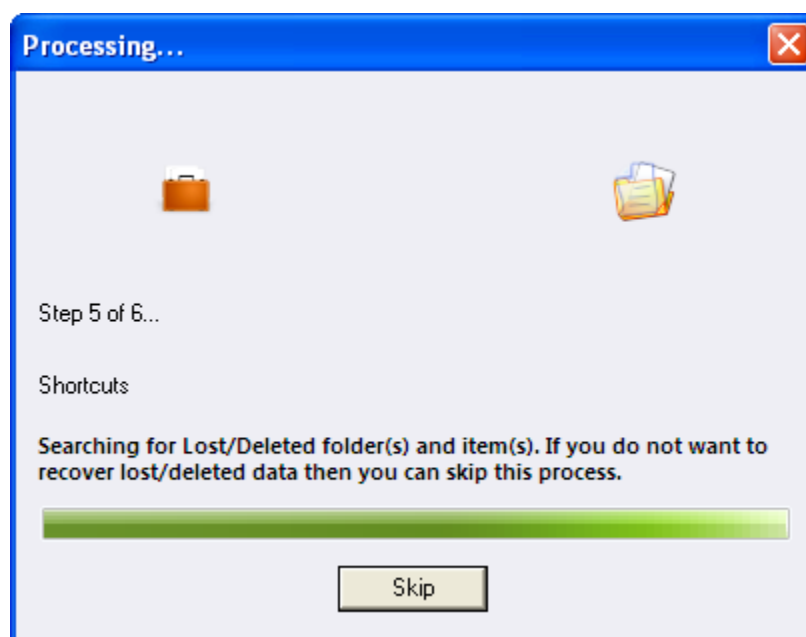 Processing...
Step 5 of 6...
Shortcuts
Searching for Lost/Deleted folder(s) and item(s). If you do not want to
recover lost/deleted data then you can skip this process.
Skip